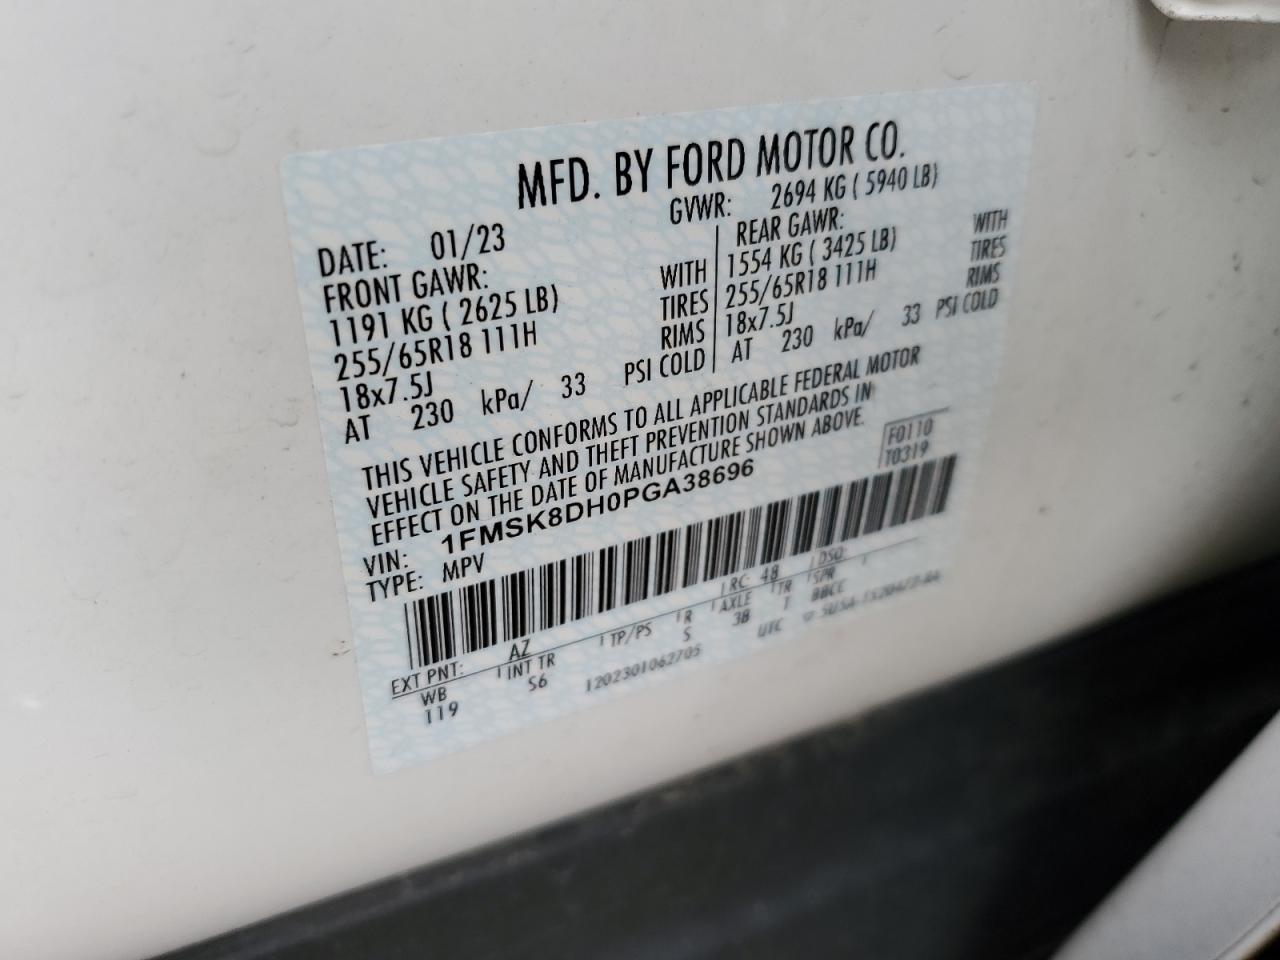 MFD. BY FORD MOTOR CO.
DATE: 01/23
GVWR: 2694 KG ( 5940 LB)
FRONT GAWR:
1191 KG ( 2625 LB) WITH
255/65R18 111H TIRES
18x7.5J RIMS
AT 230 kPa/ 33 PSI COLD
REAR GAWR:
1554 KG ( 3425 LB) WITH
255/65R18 111H TIRES
18x7.5J RIMS
AT 230 kPa/ 33 PSI COLD
THIS VEHICLE CONFORMS TO ALL APPLICABLE FEDERAL MOTOR
VEHICLE SAFETY AND THEFT PREVENTION STANDARDS IN
EFFECT ON THE DATE OF MANUFACTURE SHOWN ABOVE.
VIN: 1FMSK8DH0PGA38696
TYPE: MPV
F0110
T0319
EXT PNT: AZ RC: 48 DSO:
WB INT TR TP/PS R AXLE TR SPR
119 S6 S 3B T BBCC
1202301062705
UTC